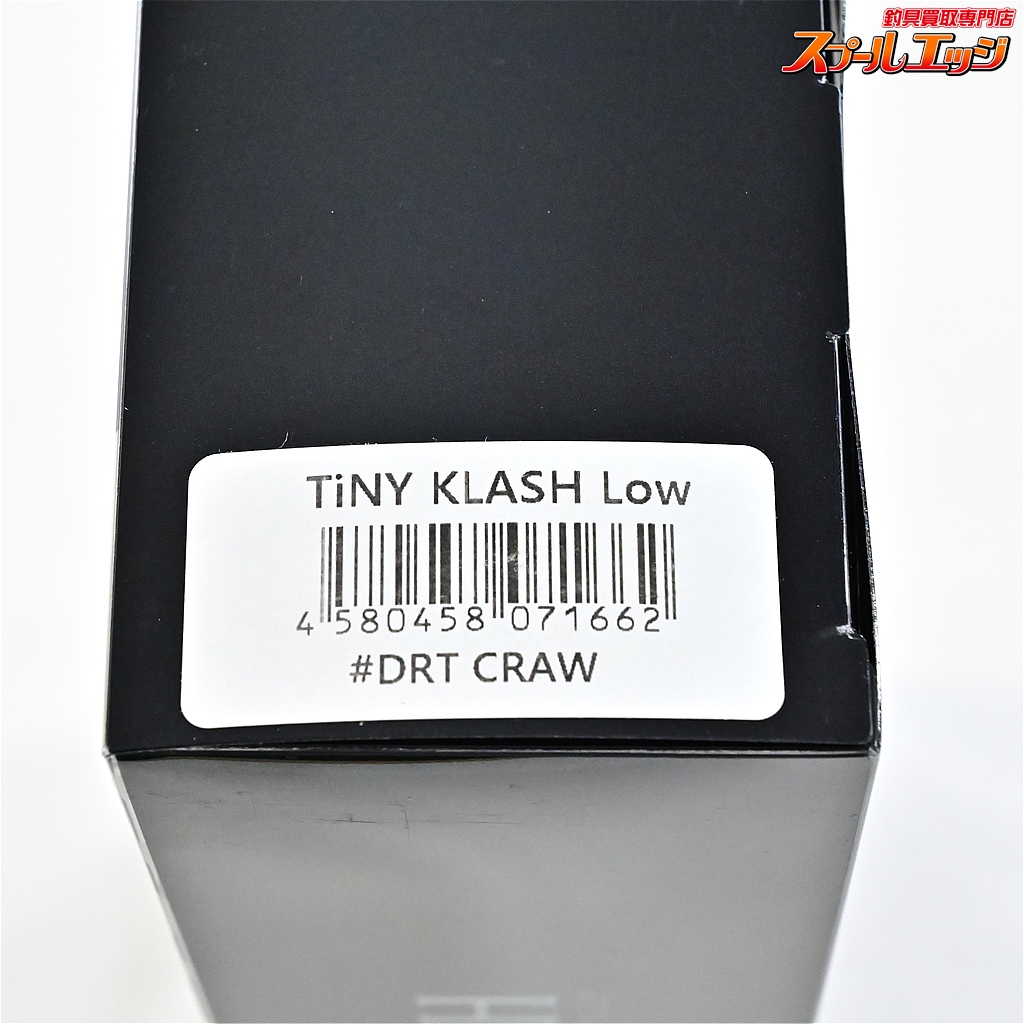 釣具買取専門店
スプールエッジ
TiNY KLASH Low
4 580458 071662
#DRT CRAW
H